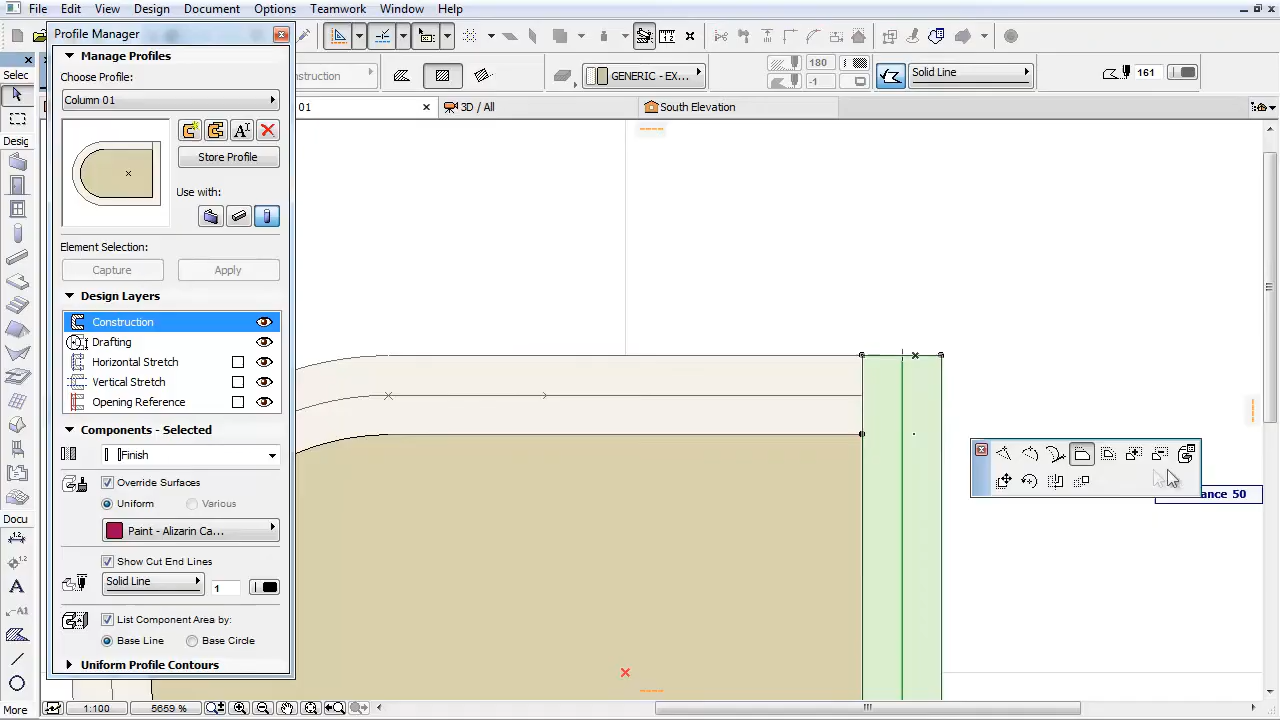 File Edit View Design Document Options Teamwork Window Help
Profile Manager
Manage Profiles
Choose Profile:
Column 01
Store Profile
Use with:
Element Selection:
Capture Apply
Design Layers
Construction
Drafting
Horizontal Stretch
Vertical Stretch
Opening Reference
Components - Selected
Finish
Override Surfaces
Uniform Various
Paint - Alizarin Ca...
Show Cut End Lines
Solid Line 1
List Component Area by:
Base Line Base Circle
Uniform Profile Contours
Selec
Desig
Docu
More
GENERIC - EX...
180
-1
Solid Line
161
01
3D / All
South Elevation
ance 50
1:100
5669 %